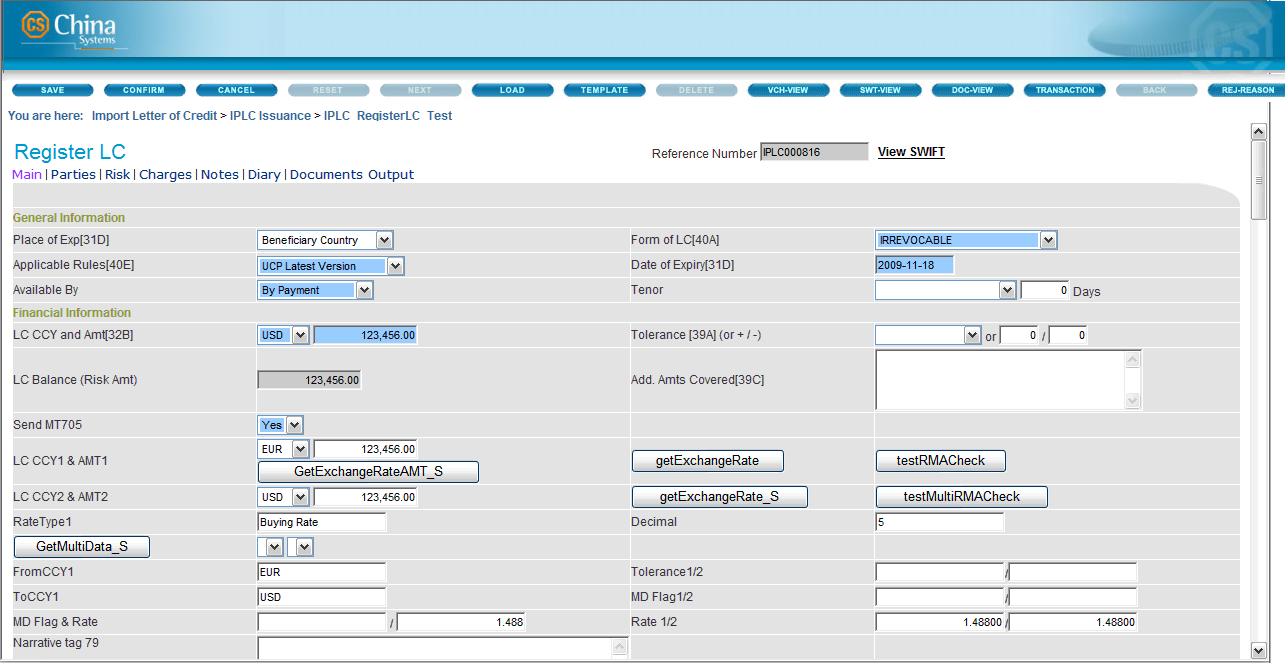 CS China
Systems
SAVE CONFIRM CANCEL RESET NEXT LOAD TEMPLATE DELETE VCH-VIEW SWT-VIEW DOC-VIEW TRANSACTION BACK REJ-REASON
You are here: Import Letter of Credit > IPLC Issuance > IPLC RegisterLC Test
Register LC
Reference Number IPLC000816 View SWIFT
Main | Parties | Risk | Charges | Notes | Diary | Documents Output
General Information
Place of Exp[31D] Beneficiary Country Form of LC[40A] IRREVOCABLE
Applicable Rules[40E] UCP Latest Version Date of Expiry[31D] 2009-11-18
Available By By Payment Tenor 0 Days
Financial Information
LC CCY and Amt[32B] USD 123,456.00 Tolerance [39A] (or + / -) or 0 / 0
LC Balance (Risk Amt) 123,456.00 Add. Amts Covered[39C]
Send MT705 Yes
LC CCY1 & AMT1 EUR 123,456.00 GetExchangeRateAMT_S getExchangeRate testRMACheck
LC CCY2 & AMT2 USD 123,456.00 getExchangeRate_S testMultiRMACheck
RateType1 Buying Rate Decimal 5
GetMultiData_S
FromCCY1 EUR Tolerance1/2 /
ToCCY1 USD MD Flag1/2 /
MD Flag & Rate / 1.488 Rate 1/2 1.48800 / 1.48800
Narrative tag 79